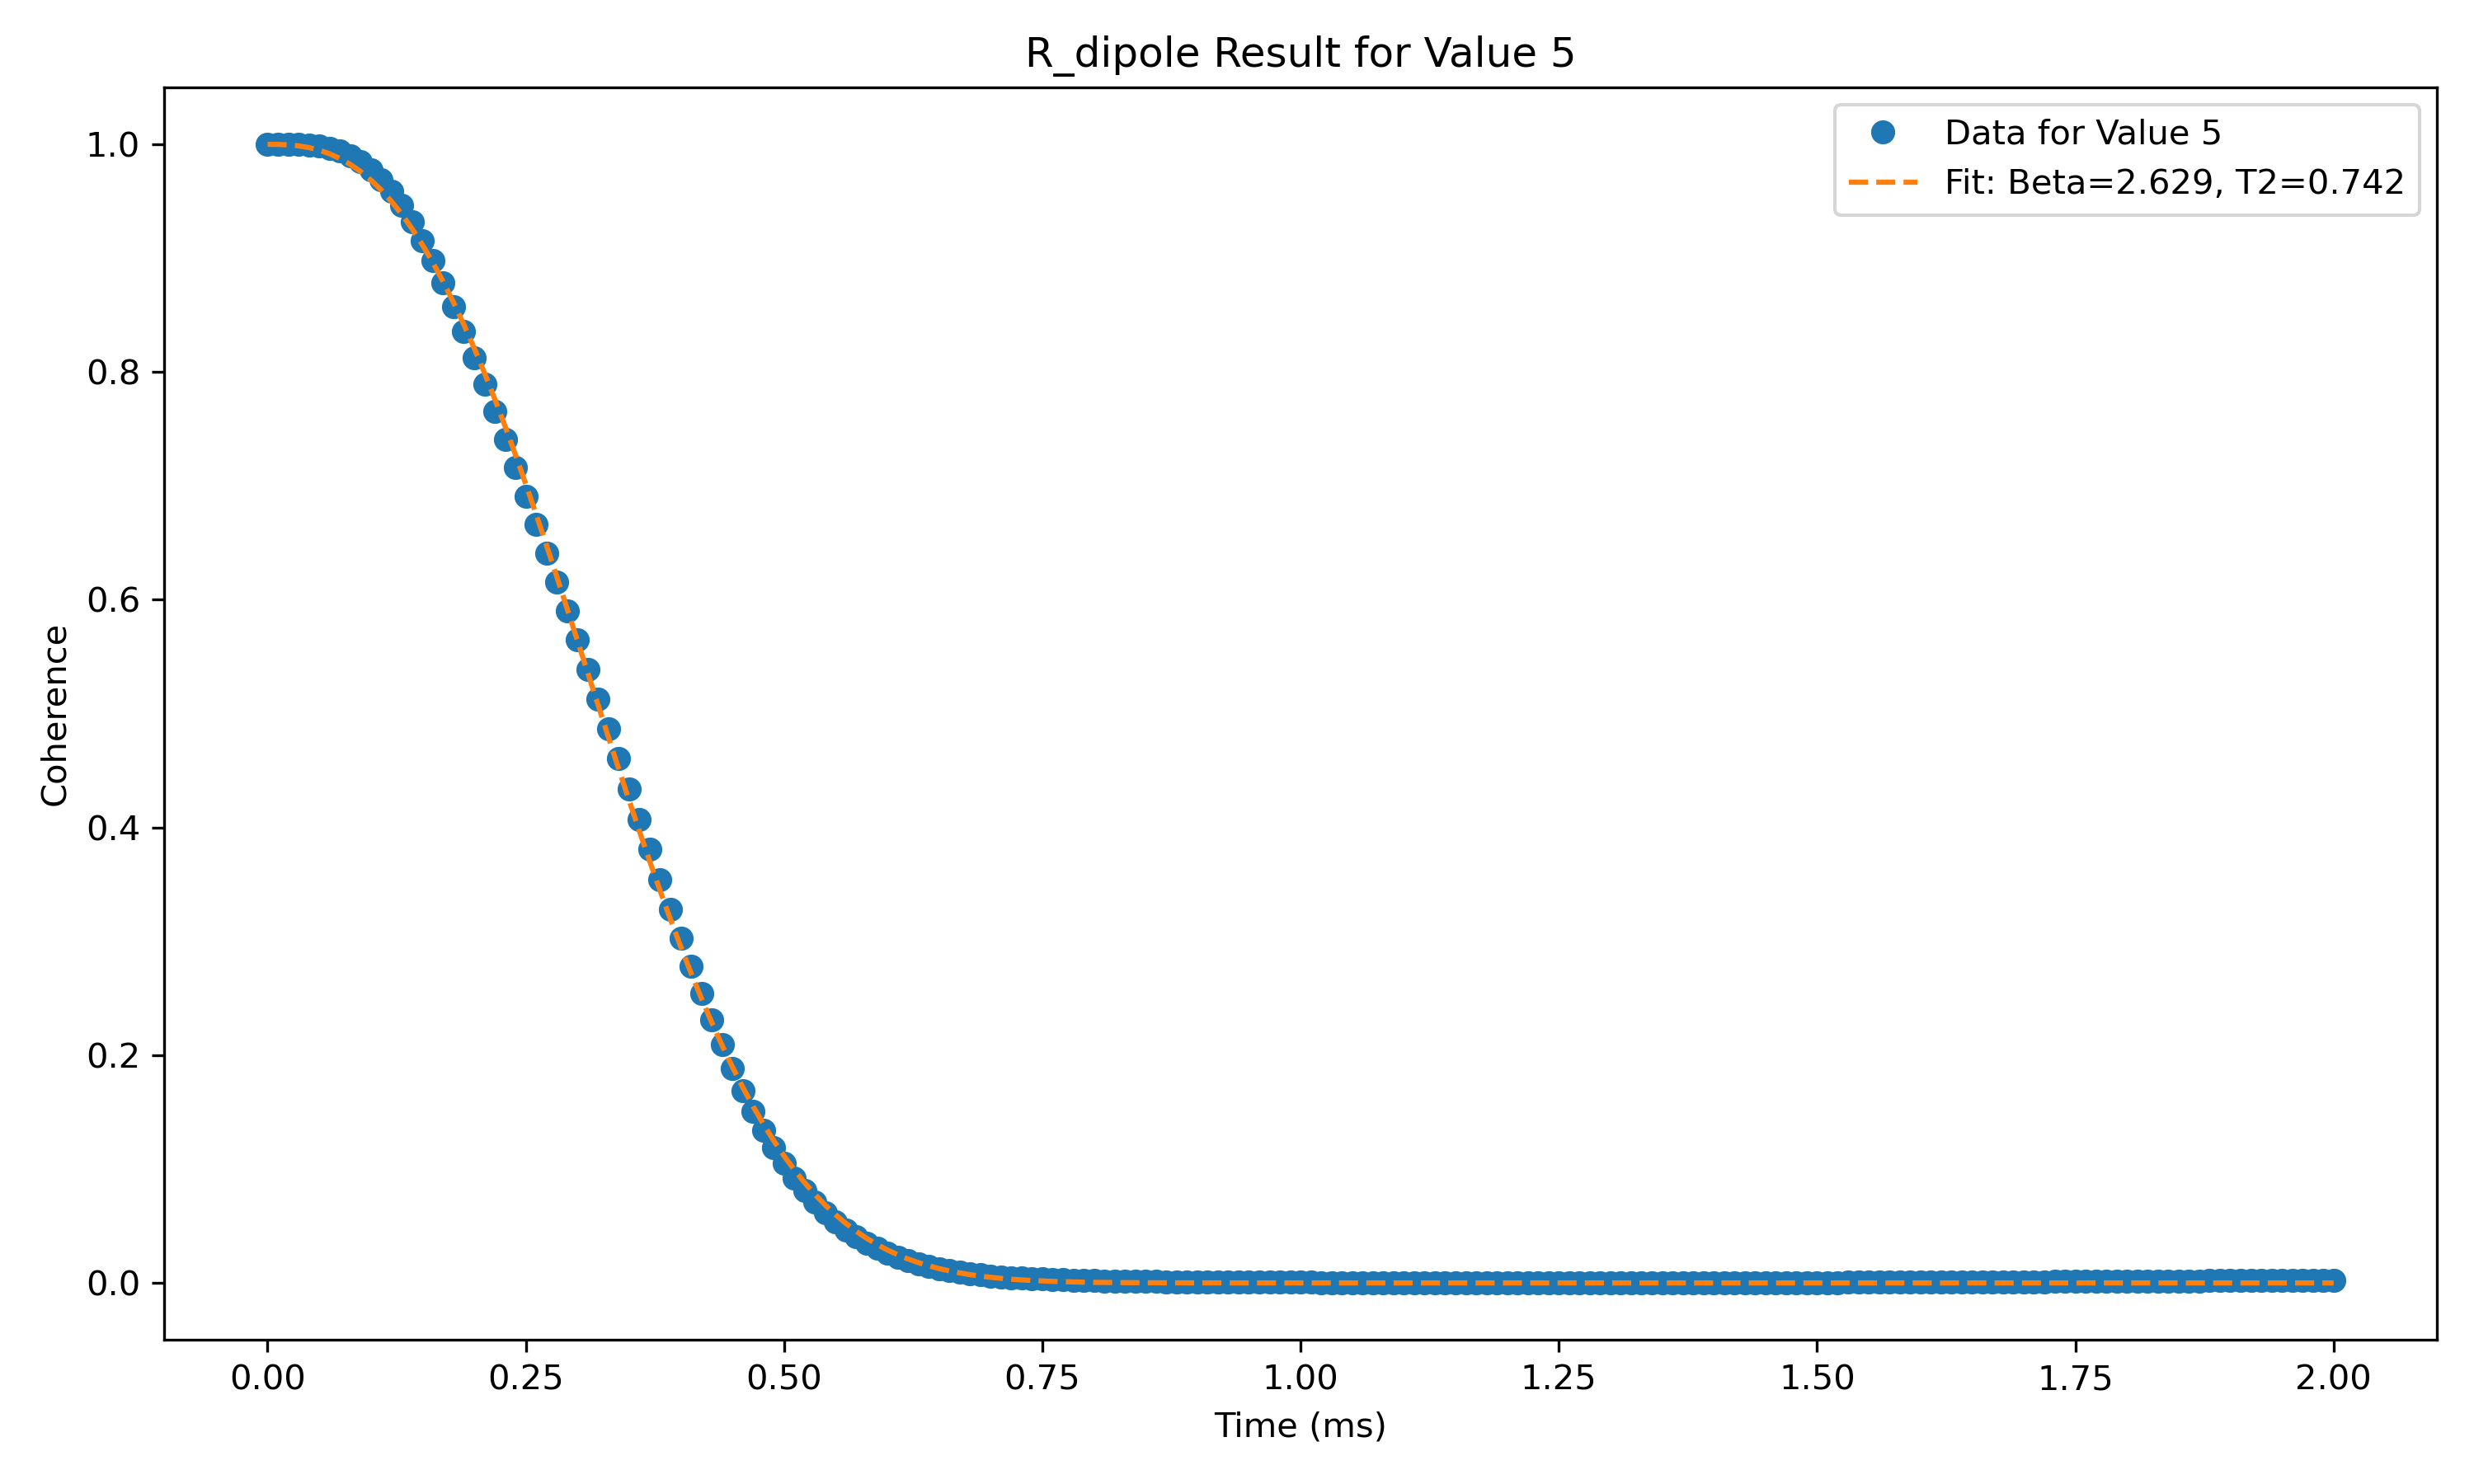 R_dipole Result for Value 5
Data for Value 5
Fit: Beta=2.629, T2=0.742
Coherence
1.0
0.8
0.6
0.4
0.2
0.0
0.00 0.25 0.50 0.75 1.00 1.25 1.50 1.75 2.00
Time (ms)